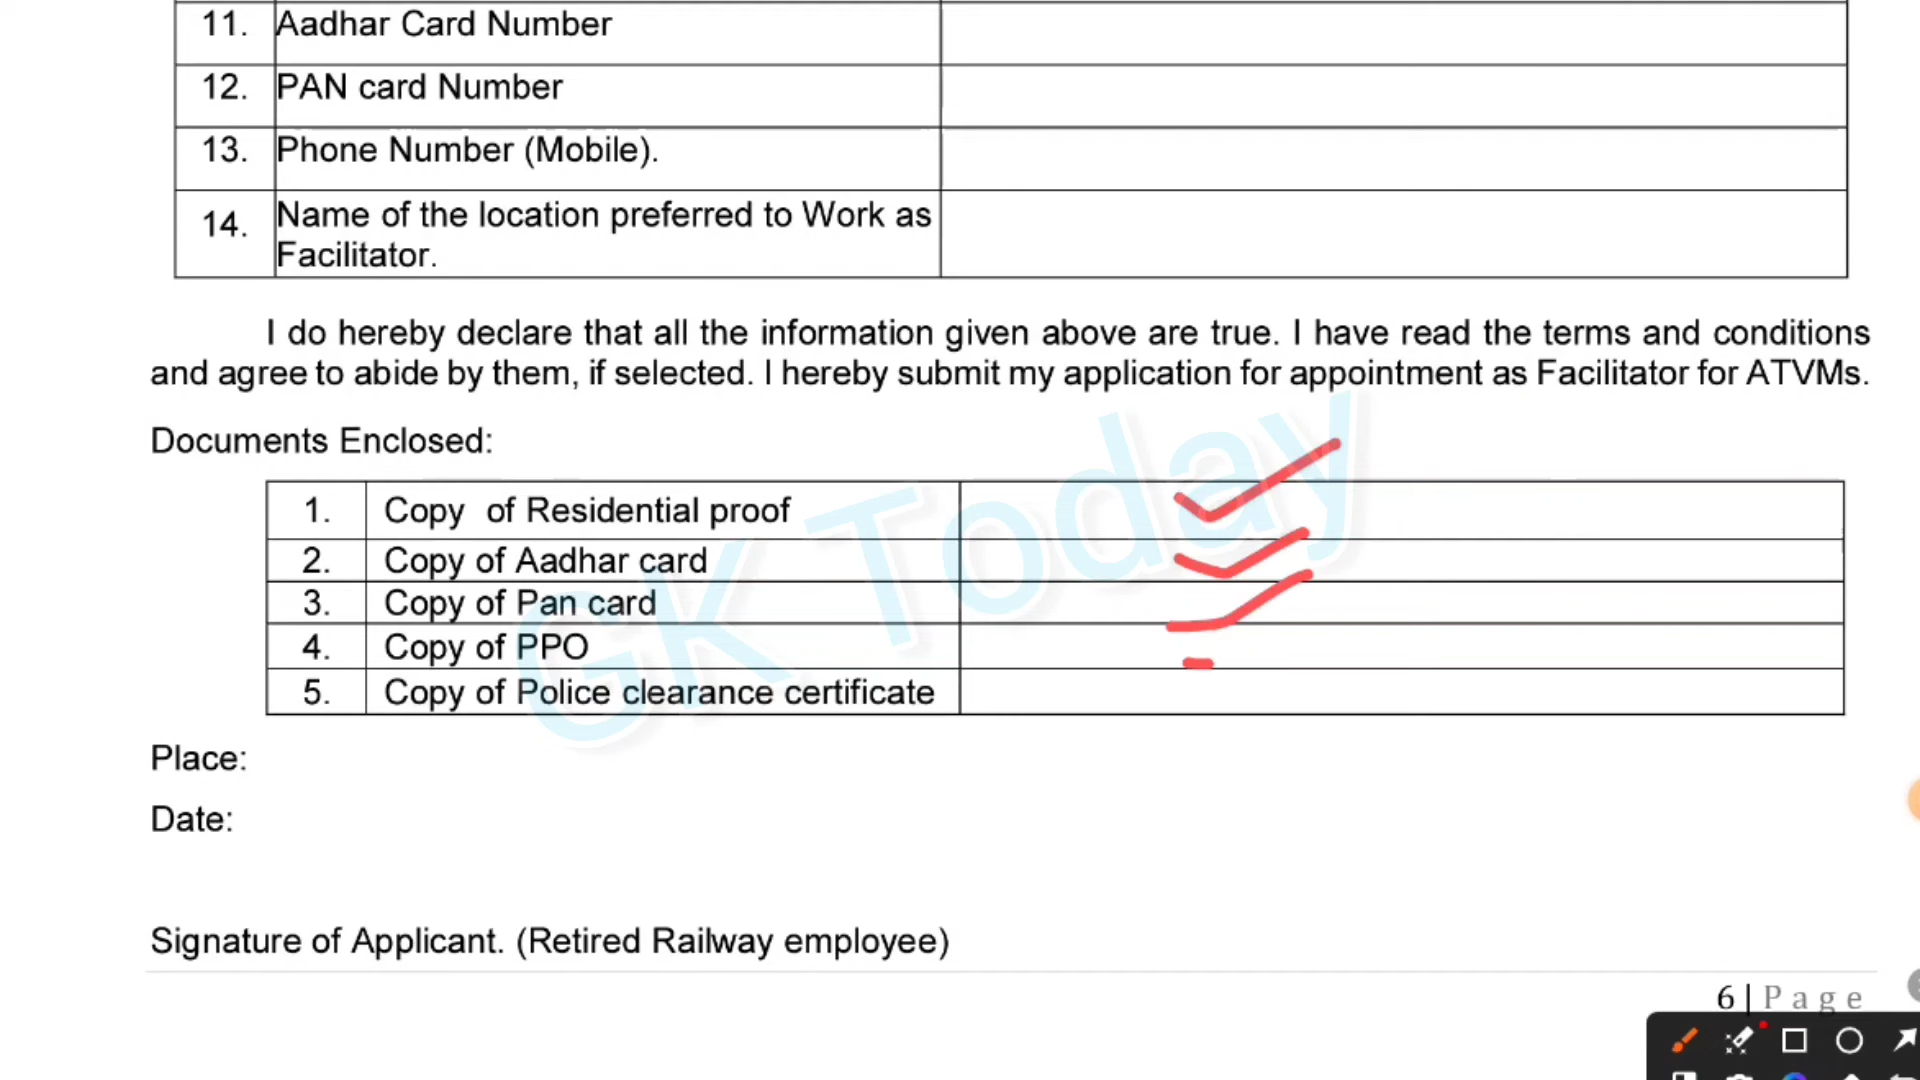 11. Aadhar Card Number
12. PAN card Number
13. Phone Number (Mobile).
14. Name of the location preferred to Work as
Facilitator.
I do hereby declare that all the information given above are true. I have read the terms and conditions
and agree to abide by them, if selected. I hereby submit my application for appointment as Facilitator for ATVMs.
Documents Enclosed:
1. Copy of Residential proof
2. Copy of Aadhar card
3. Copy of Pan card
4. Copy of PPO
5. Copy of Police clearance certificate
GK Today
Place:
Date:
Signature of Applicant. (Retired Railway employee)
6 | Page